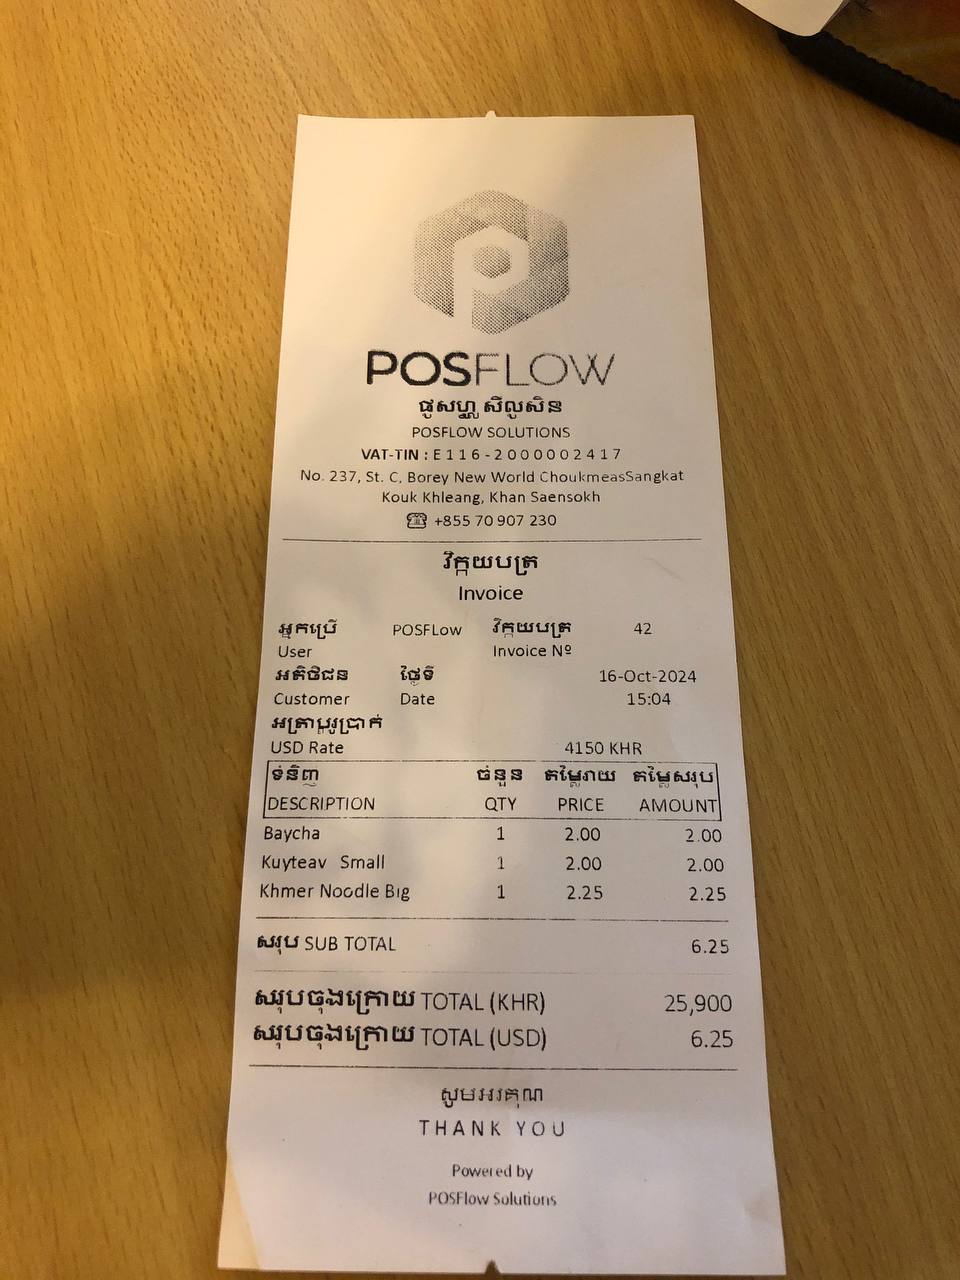 POSFLOW
ផូសហ្វ្លូ សលូសិន
POSFLOW SOLUTIONS
VAT-TIN : E116-2000002417
No. 237, St. C, Borey New World ChoukmeasSangkat
Kouk Khleang, Khan Saensokh
☎ +855 70 907 230
វិក្កយបត្រ
Invoice
អ្នកប្រើ POSFLow វិក្កយបត្រ 42
User Invoice Nº
អតិថិជន ថ្ងៃទី 16-Oct-2024
Customer Date 15:04
អត្រាប្តូរប្រាក់
USD Rate 4150 KHR
ទំនិញ ចំនួន តម្លៃរាយ តម្លៃសរុប
DESCRIPTION QTY PRICE AMOUNT
Baycha 1 2.00 2.00
Kuyteav Small 1 2.00 2.00
Khmer Noodle Big 1 2.25 2.25
សរុប SUB TOTAL 6.25
សរុបចុងក្រោយ TOTAL (KHR) 25,900
សរុបចុងក្រោយ TOTAL (USD) 6.25
សូមអរគុណ
THANK YOU
Powered by
POSFlow Solutions